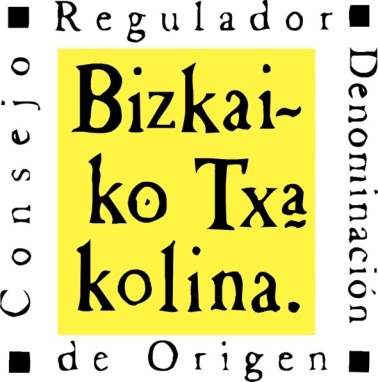 Consejo
Regulador
Denominación
de Origen
Bizkai-
ko Txa
kolina.